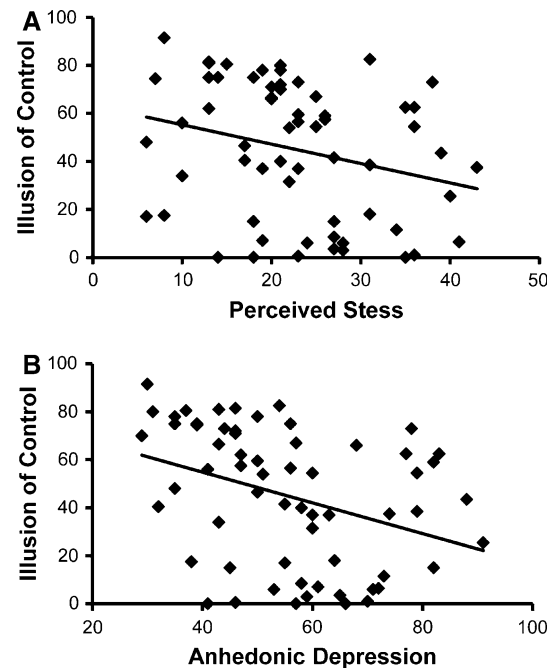 A
100
80
60
40
20
0
Illusion of Control
0 10 20 30 40 50
Perceived Stess
B
100
80
60
40
20
0
Illusion of Control
20 40 60 80 100
Anhedonic Depression